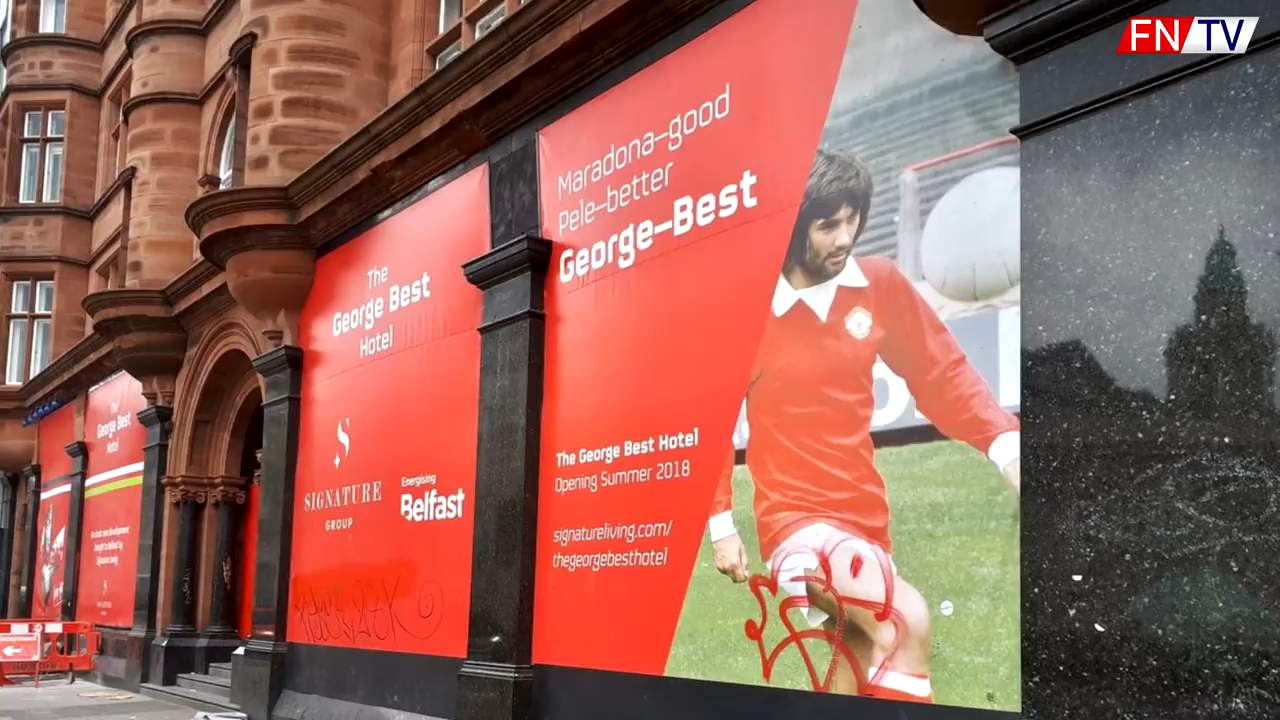 FN TV
Maradona–good
Pele–better
George–Best
The George Best Hotel
Opening Summer 2018
signatureliving.com/
thegeorgebesthotel
The
George Best
Hotel
SIGNATURE
GROUP
Energising
Belfast
The
George Best
Hotel